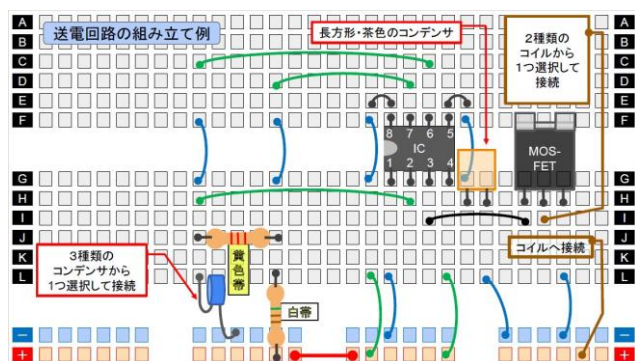 送電回路の組み立て例
長方形・茶色のコンデンサ
2種類の
コイルから
1つ選択して
接続
A
B
C
D
E
F
G
H
I
J
K
L
−
+
A
B
C
D
E
F
G
H
I
J
K
L
−
+
8 7 6 5
IC
1 2 3 4
MOS-
FET
コイルへ接続
3種類の
コンデンサから
1つ選択して接続
黄色帯
白帯